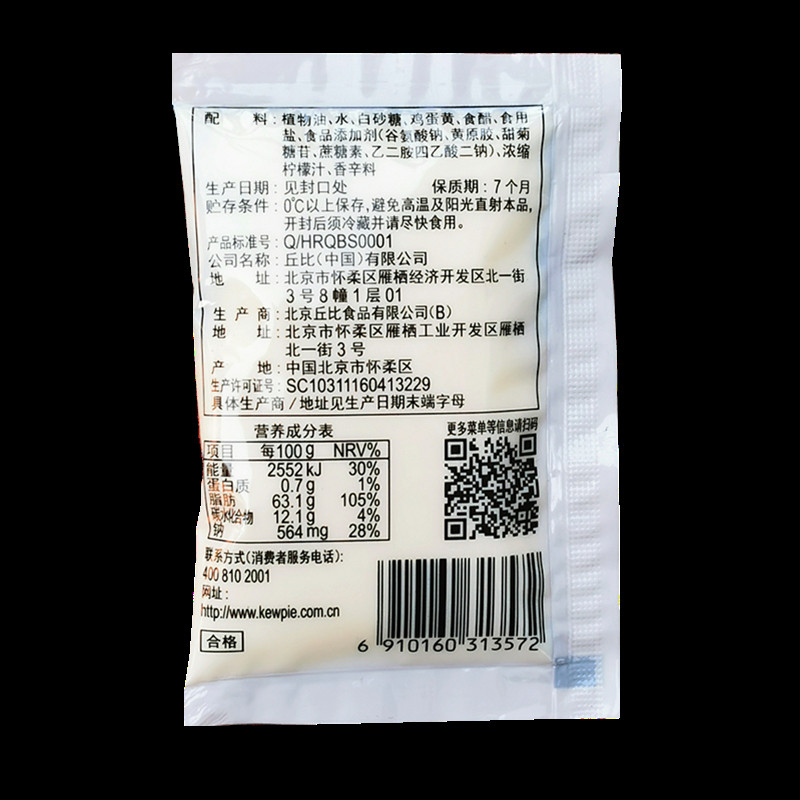 配 料：植物油、水、白砂糖、鸡蛋黄、食醋、食用
盐、食品添加剂（谷氨酸钠、黄原胶、甜菊
糖苷、蔗糖素、乙二胺四乙酸二钠）、浓缩
柠檬汁、香辛料
生产日期：见封口处 保质期：7个月
贮存条件：0℃以上保存，避免高温及阳光直射本品，
开封后须冷藏并请尽快食用。
产品标准号：Q/HRQBS0001
公司名称：丘比（中国）有限公司
地 址：北京市怀柔区雁栖经济开发区北一街
3号8幢1层01
生 产 商：北京丘比食品有限公司（B）
地 址：北京市怀柔区雁栖工业开发区雁栖
北一街3号
产 地：中国北京市怀柔区
生产许可证号：SC10311160413229
具体生产商/地址见生产日期末端字母
营养成分表
项目 每100g NRV%
能量 2552kJ 30%
蛋白质 0.7g 1%
脂肪 63.1g 105%
碳水化合物 12.1g 4%
钠 564mg 28%
更多菜单等信息请扫码
联系方式（消费者服务电话）：
400 810 2001
网址：
http://www.kewpie.com.cn
合格
6 910160 313572